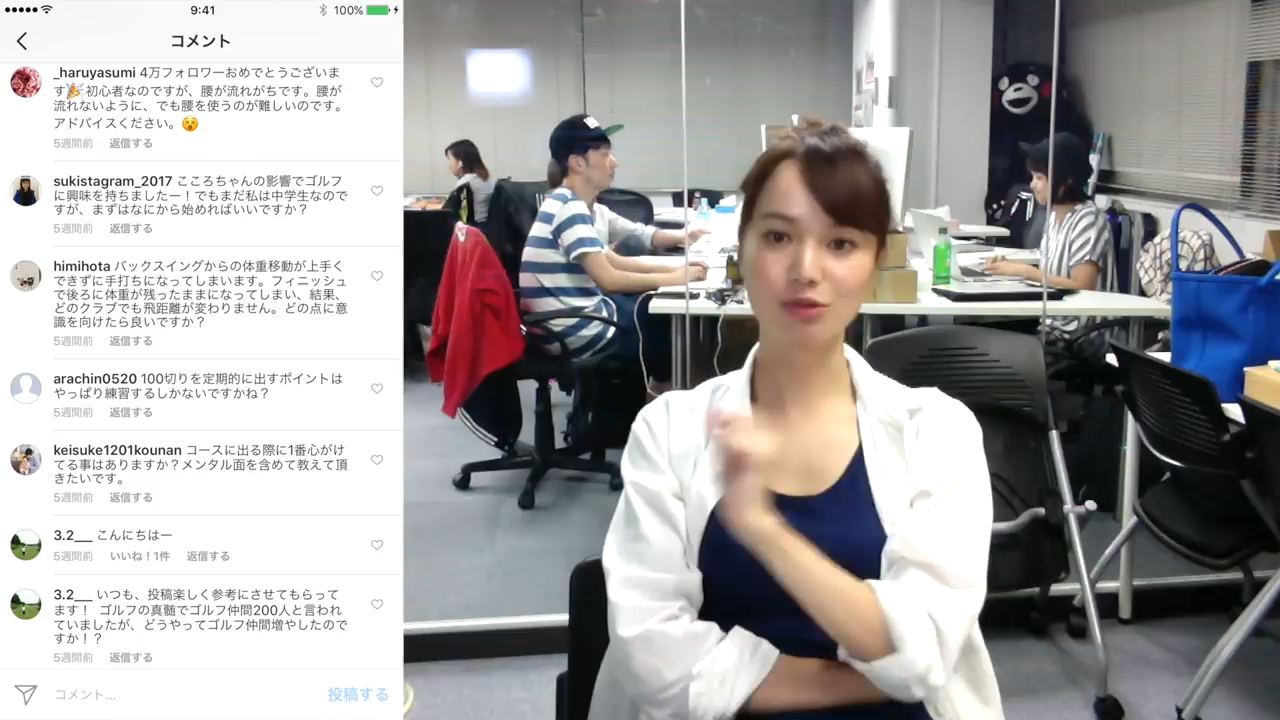 9:41
100%
コメント
_haruyasumi 4万フォロワーおめでとうございま
す🎉初心者なのですが、腰が流れがちです。腰が
流れないように、でも腰を使うのが難しいのです。
アドバイスください。😵
5週間前 返信する
sukistagram_2017 こころちゃんの影響でゴルフ
に興味を持ちましたー！でもまだ私は中学生なので
すが、まずはなにから始めればいいですか？
5週間前 返信する
himihota バックスイングからの体重移動が上手く
できずに手打ちになってしまいます。フィニッシュ
で後ろに体重が残ったままになってしまい、結果、
どのクラブでも飛距離が変わりません。どの点に意
識を向けたら良いですか？
5週間前 返信する
arachin0520 100切りを定期的に出すポイントは
やっぱり練習するしかないですかね？
5週間前 返信する
keisuke1201kounan コースに出る際に1番心がけ
てる事はありますか？メンタル面を含めて教えて頂
きたいです。
5週間前 返信する
3.2___ こんにちはー
5週間前 いいね！1件 返信する
3.2___ いつも、投稿楽しく参考にさせてもらって
ます！ ゴルフの真髄でゴルフ仲間200人と言われ
ていましたが、どうやってゴルフ仲間増やしたので
すか！？
5週間前 返信する
コメント... 投稿する